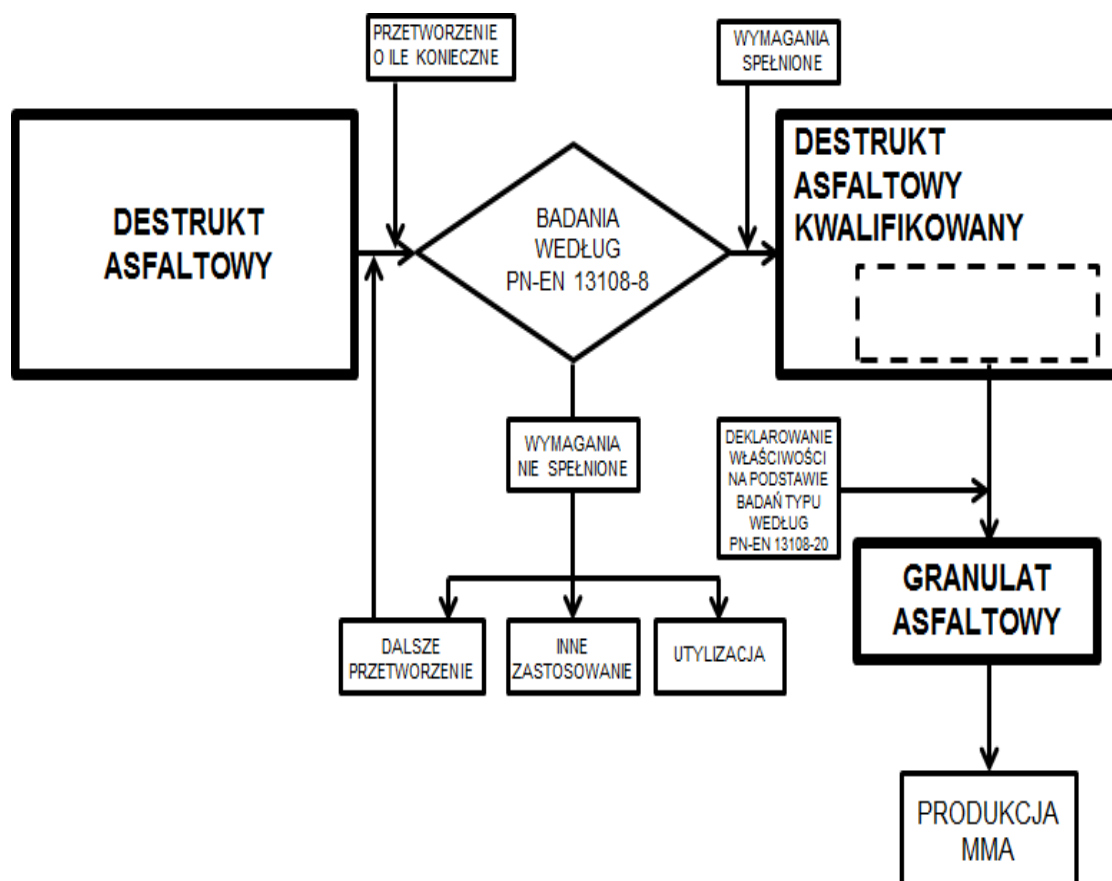 PRZETWORZENIE
O ILE KONIECZNE
WYMAGANIA
SPEŁNIONE
DESTRUKT
ASFALTOWY
BADANIA
WEDŁUG
PN-EN 13108-8
DESTRUKT
ASFALTOWY
KWALIFIKOWANY
WYMAGANIA
NIE SPEŁNIONE
DEKLAROWANIE
WŁAŚCIWOŚCI
NA PODSTAWIE
BADAŃ TYPU
WEDŁUG
PN-EN 13108-20
GRANULAT
ASFALTOWY
DALSZE
PRZETWORZENIE
INNE
ZASTOSOWANIE
UTYLIZACJA
PRODUKCJA
MMA